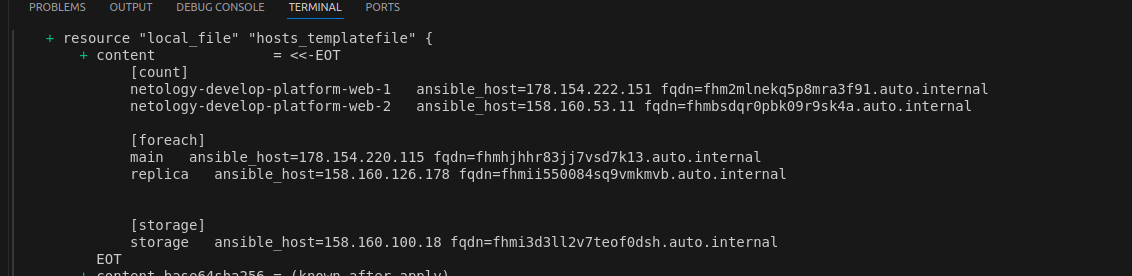 PROBLEMS OUTPUT DEBUG CONSOLE TERMINAL PORTS
+ resource "local_file" "hosts_templatefile" {
+ content = <<-EOT
[count]
netology-develop-platform-web-1 ansible_host=178.154.222.151 fqdn=fhm2mlnekq5p8mra3f91.auto.internal
netology-develop-platform-web-2 ansible_host=158.160.53.11 fqdn=fhmbsdqr0pbk09r9sk4a.auto.internal
[foreach]
main ansible_host=178.154.220.115 fqdn=fhmhjhhr83jj7vsd7k13.auto.internal
replica ansible_host=158.160.126.178 fqdn=fhmii550084sq9vmkmvb.auto.internal
[storage]
storage ansible_host=158.160.100.18 fqdn=fhmi3d3ll2v7teof0dsh.auto.internal
EOT
+ content_base64sha256 = (known after apply)